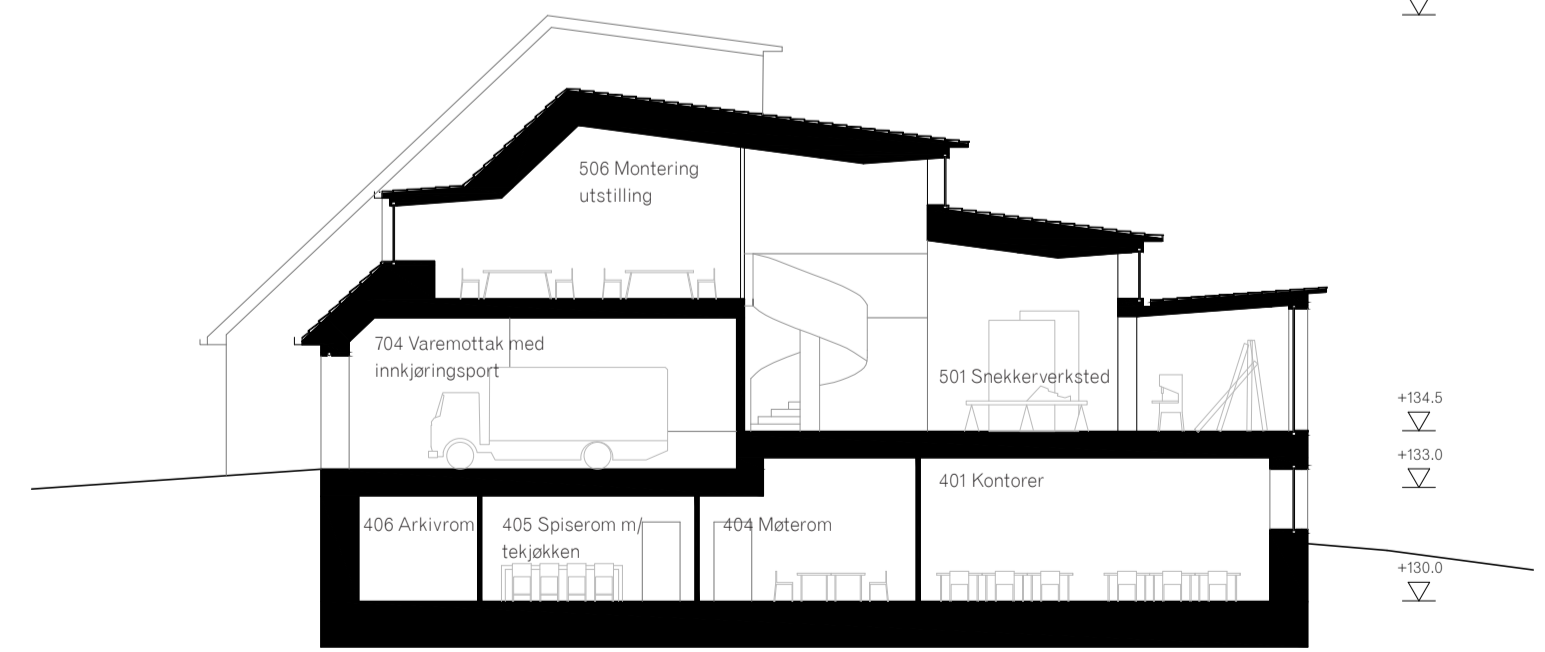 506 Montering
utstilling
704 Varemottak med
innkjøringsport
501 Snekkerverksted
+134.5
+133.0
401 Kontorer
406 Arkivrom
405 Spiserom m/
tekjøkken
404 Møterom
+130.0